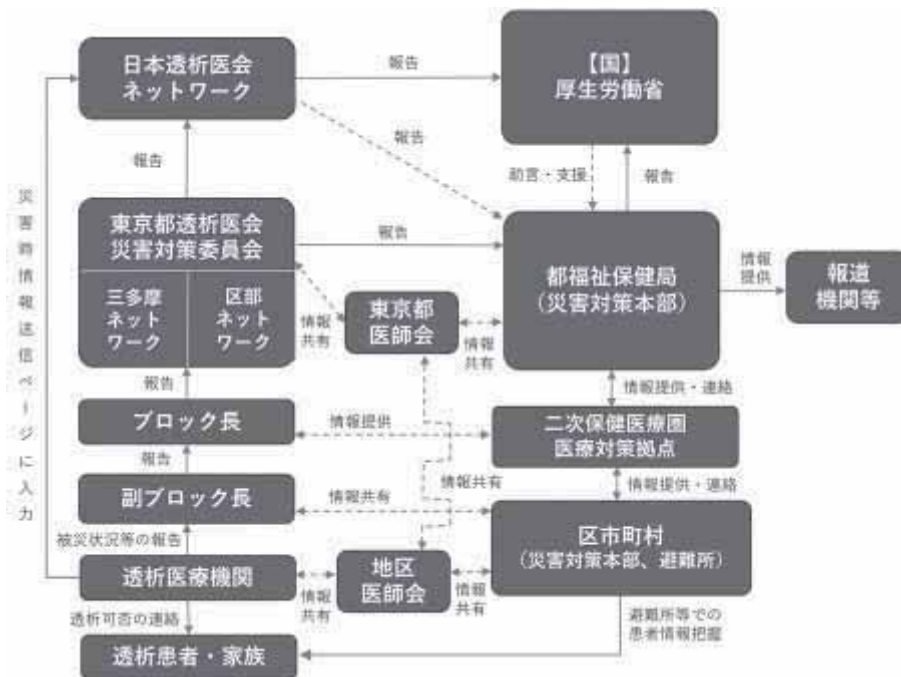 日本透析医会
ネットワーク
報告
【国】
厚生労働省
報告
報告
助言・支援
報告
災害時情報送信ページに入力
東京都透析医会
災害対策委員会
報告
三多摩
ネット
ワーク
区部
ネット
ワーク
情報
共有
東京都
医師会
情報
共有
都福祉保健局
（災害対策本部）
情報
提供
報道
機関等
報告
情報提供・連絡
ブロック長
情報提供
二次保健医療圏
医療対策拠点
報告
情報共有
情報提供・連絡
副ブロック長
情報共有
区市町村
（災害対策本部、避難所）
被災状況等の報告
透析医療機関
情報
共有
地区
医師会
情報
共有
透析可否の連絡
避難所等での
患者情報把握
透析患者・家族